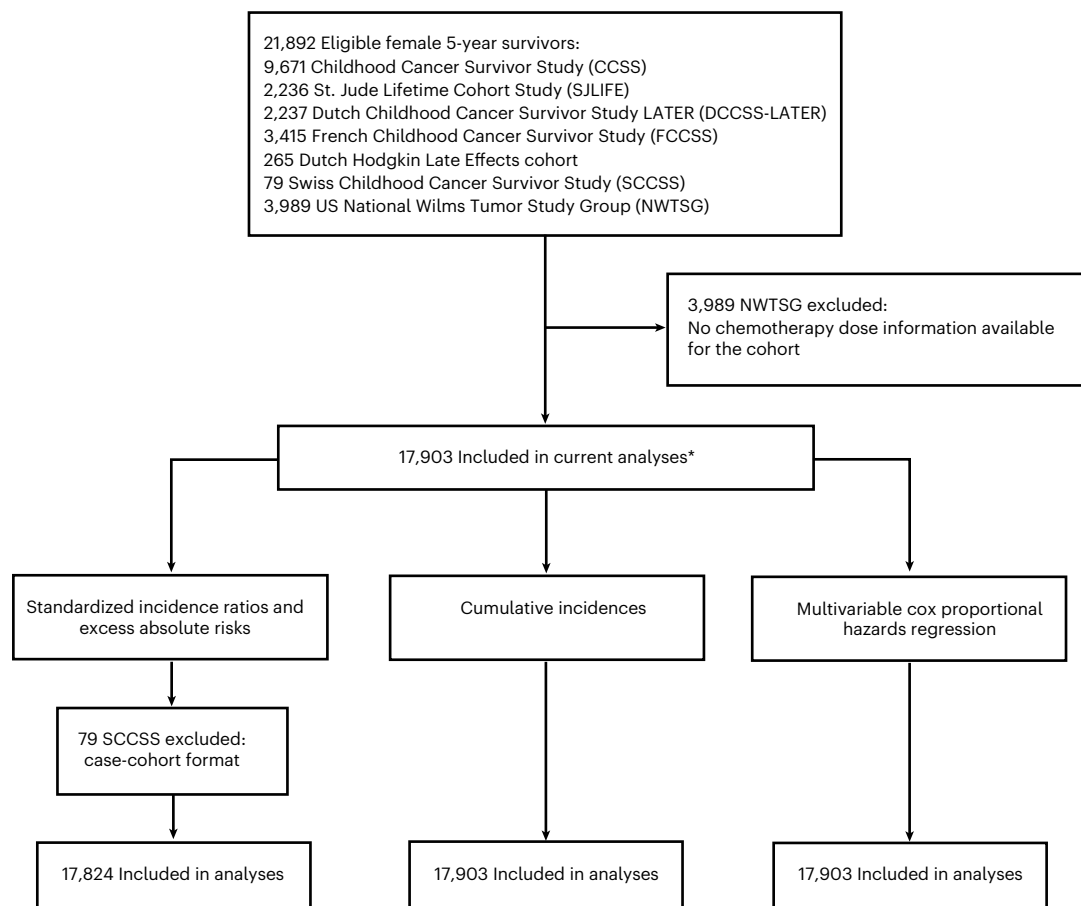 21,892 Eligible female 5-year survivors:
9,671 Childhood Cancer Survivor Study (CCSS)
2,236 St. Jude Lifetime Cohort Study (SJLIFE)
2,237 Dutch Childhood Cancer Survivor Study LATER (DCCSS-LATER)
3,415 French Childhood Cancer Survivor Study (FCCSS)
265 Dutch Hodgkin Late Effects cohort
79 Swiss Childhood Cancer Survivor Study (SCCSS)
3,989 US National Wilms Tumor Study Group (NWTSG)
3,989 NWTSG excluded:
No chemotherapy dose information available
for the cohort
17,903 Included in current analyses*
Standardized incidence ratios and
excess absolute risks
Cumulative incidences
Multivariable cox proportional
hazards regression
79 SCCSS excluded:
case-cohort format
17,824 Included in analyses
17,903 Included in analyses
17,903 Included in analyses